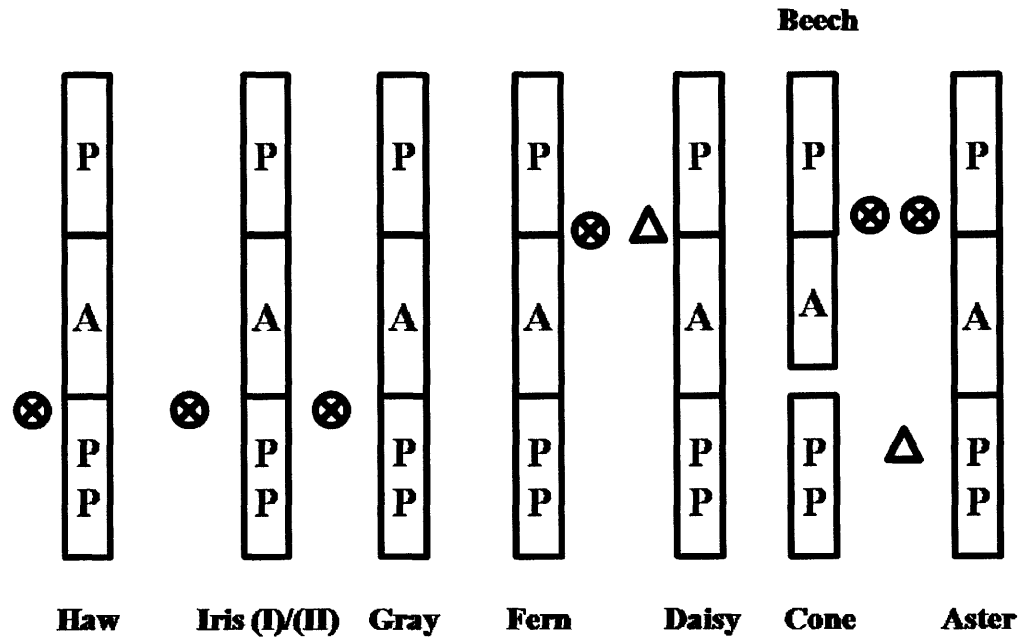 Beech
P P P P P P P
A A A A A A A
P P P P P P P
P P P P P P P
Haw Iris (I)/(II) Gray Fern Daisy Cone Aster